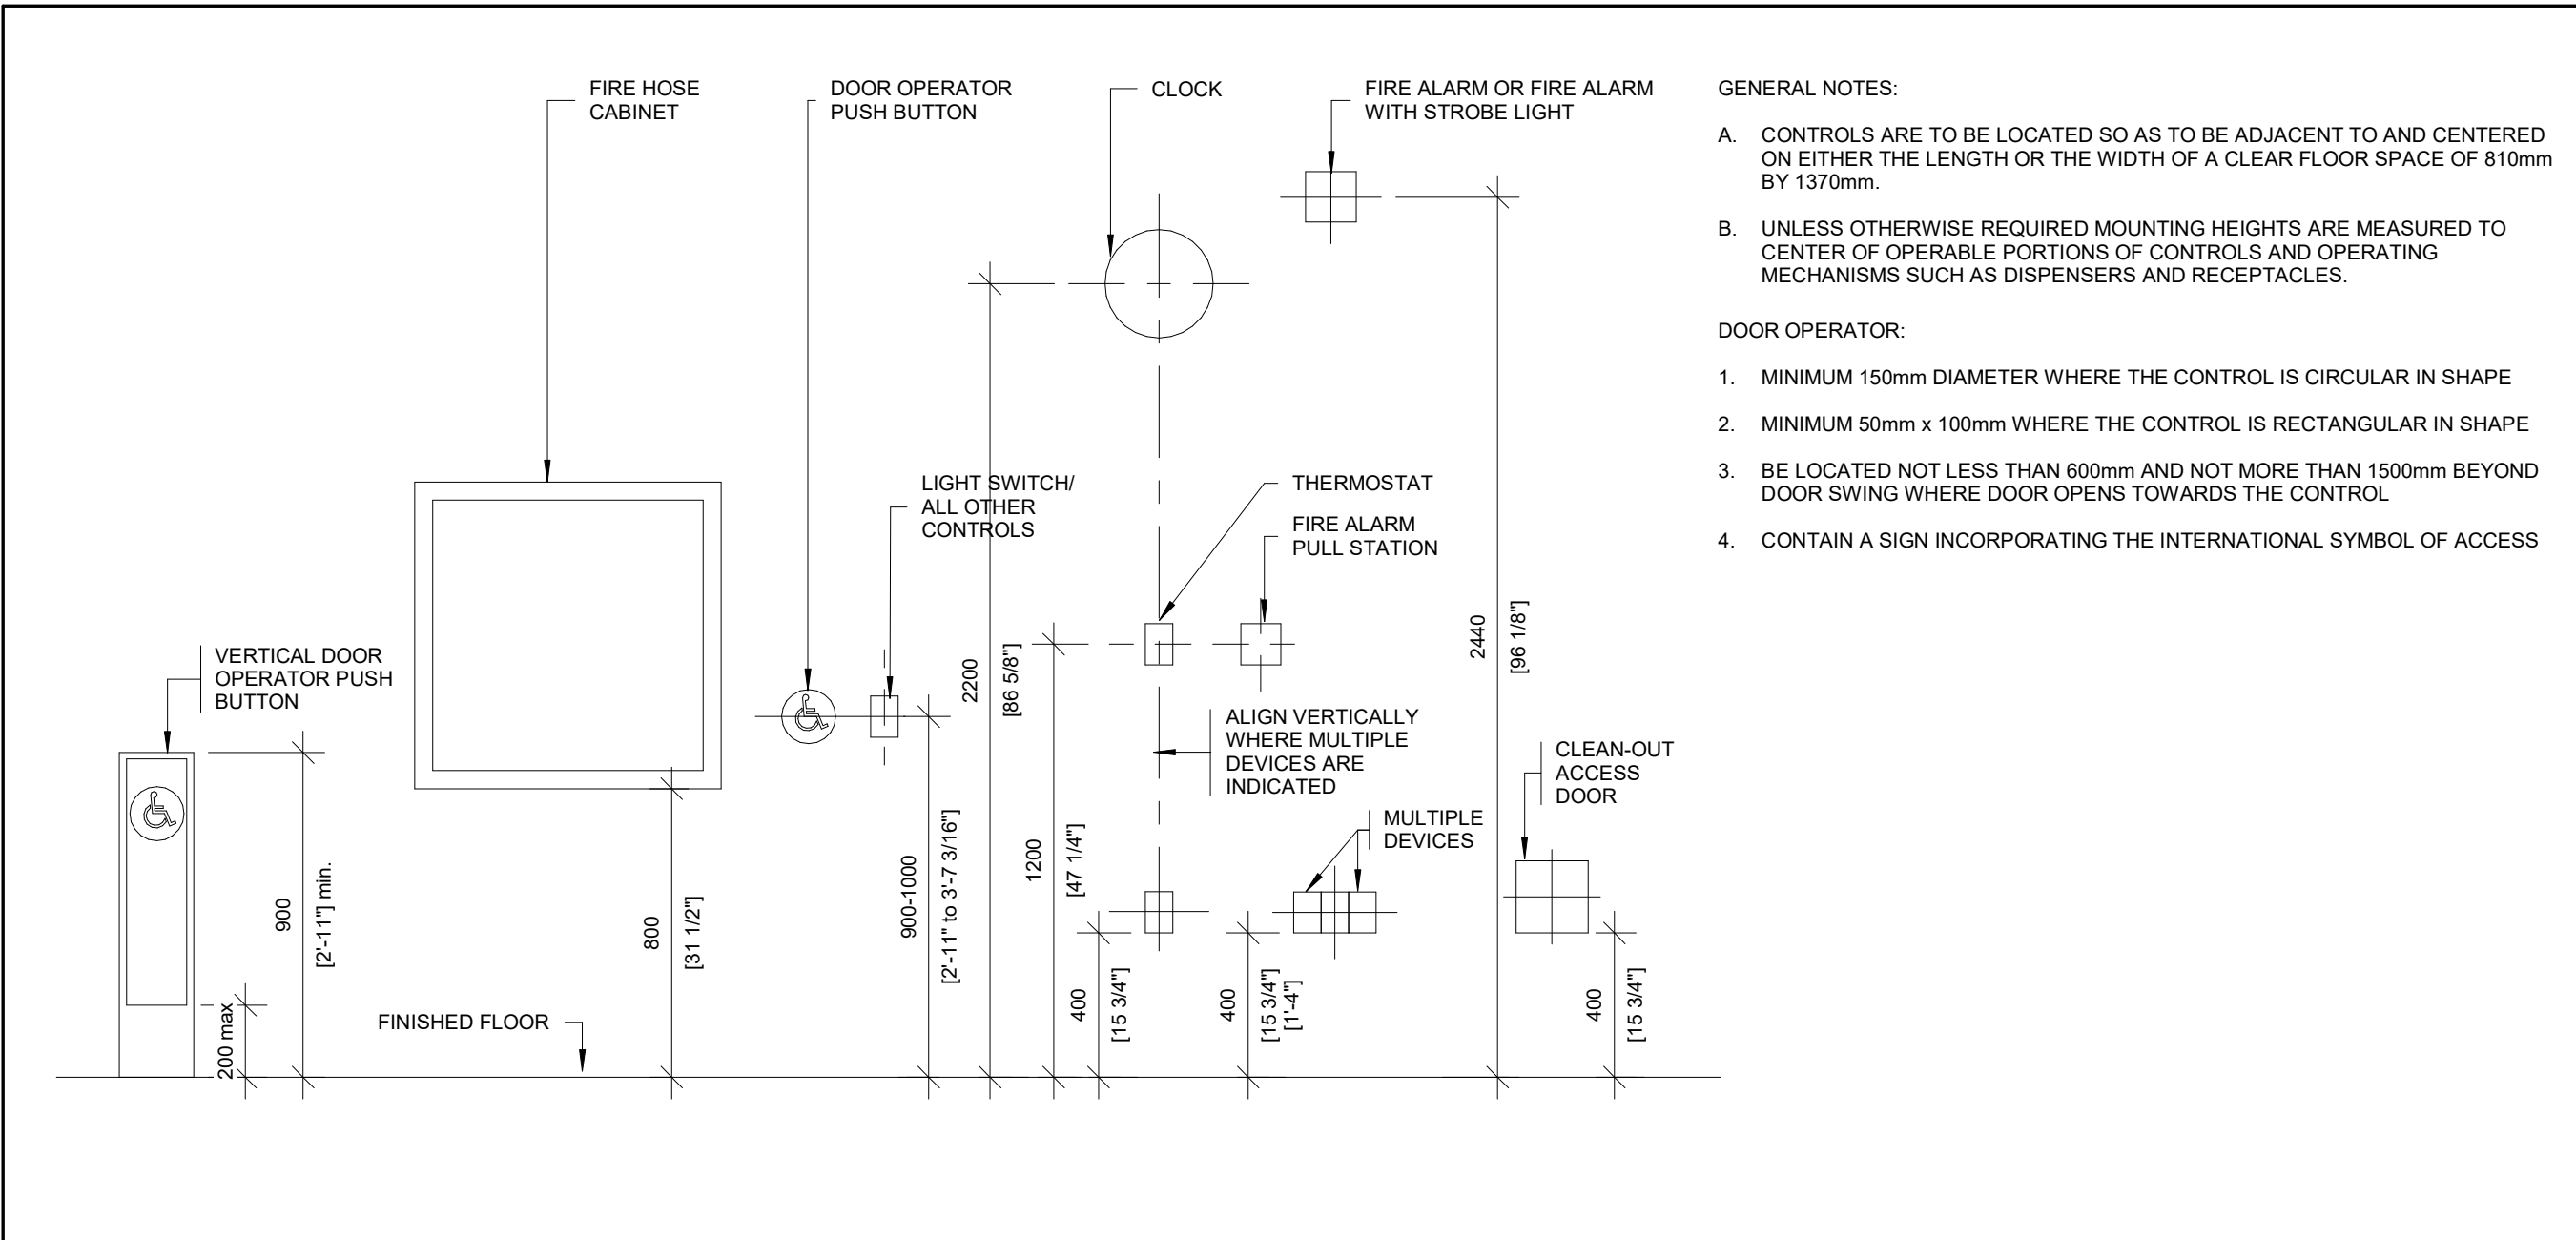 FIRE HOSE
CABINET
DOOR OPERATOR
PUSH BUTTON
CLOCK
FIRE ALARM OR FIRE ALARM
WITH STROBE LIGHT
LIGHT SWITCH/
ALL OTHER
CONTROLS
THERMOSTAT
FIRE ALARM
PULL STATION
VERTICAL DOOR
OPERATOR PUSH
BUTTON
ALIGN VERTICALLY
WHERE MULTIPLE
DEVICES ARE
INDICATED
MULTIPLE
DEVICES
CLEAN-OUT
ACCESS
DOOR
FINISHED FLOOR
200 max
900
[2'-11"] min.
800
[31 1/2"]
900-1000
[2'-11" to 3'-7 3/16"]
2200
[86 5/8"]
1200
[47 1/4"]
400
[15 3/4"]
400
[15 3/4"]
[1'-4"]
2440
[96 1/8"]
400
[15 3/4"]
GENERAL NOTES:
A. CONTROLS ARE TO BE LOCATED SO AS TO BE ADJACENT TO AND CENTERED
ON EITHER THE LENGTH OR THE WIDTH OF A CLEAR FLOOR SPACE OF 810mm
BY 1370mm.
B. UNLESS OTHERWISE REQUIRED MOUNTING HEIGHTS ARE MEASURED TO
CENTER OF OPERABLE PORTIONS OF CONTROLS AND OPERATING
MECHANISMS SUCH AS DISPENSERS AND RECEPTACLES.
DOOR OPERATOR:
1. MINIMUM 150mm DIAMETER WHERE THE CONTROL IS CIRCULAR IN SHAPE
2. MINIMUM 50mm x 100mm WHERE THE CONTROL IS RECTANGULAR IN SHAPE
3. BE LOCATED NOT LESS THAN 600mm AND NOT MORE THAN 1500mm BEYOND
DOOR SWING WHERE DOOR OPENS TOWARDS THE CONTROL
4. CONTAIN A SIGN INCORPORATING THE INTERNATIONAL SYMBOL OF ACCESS